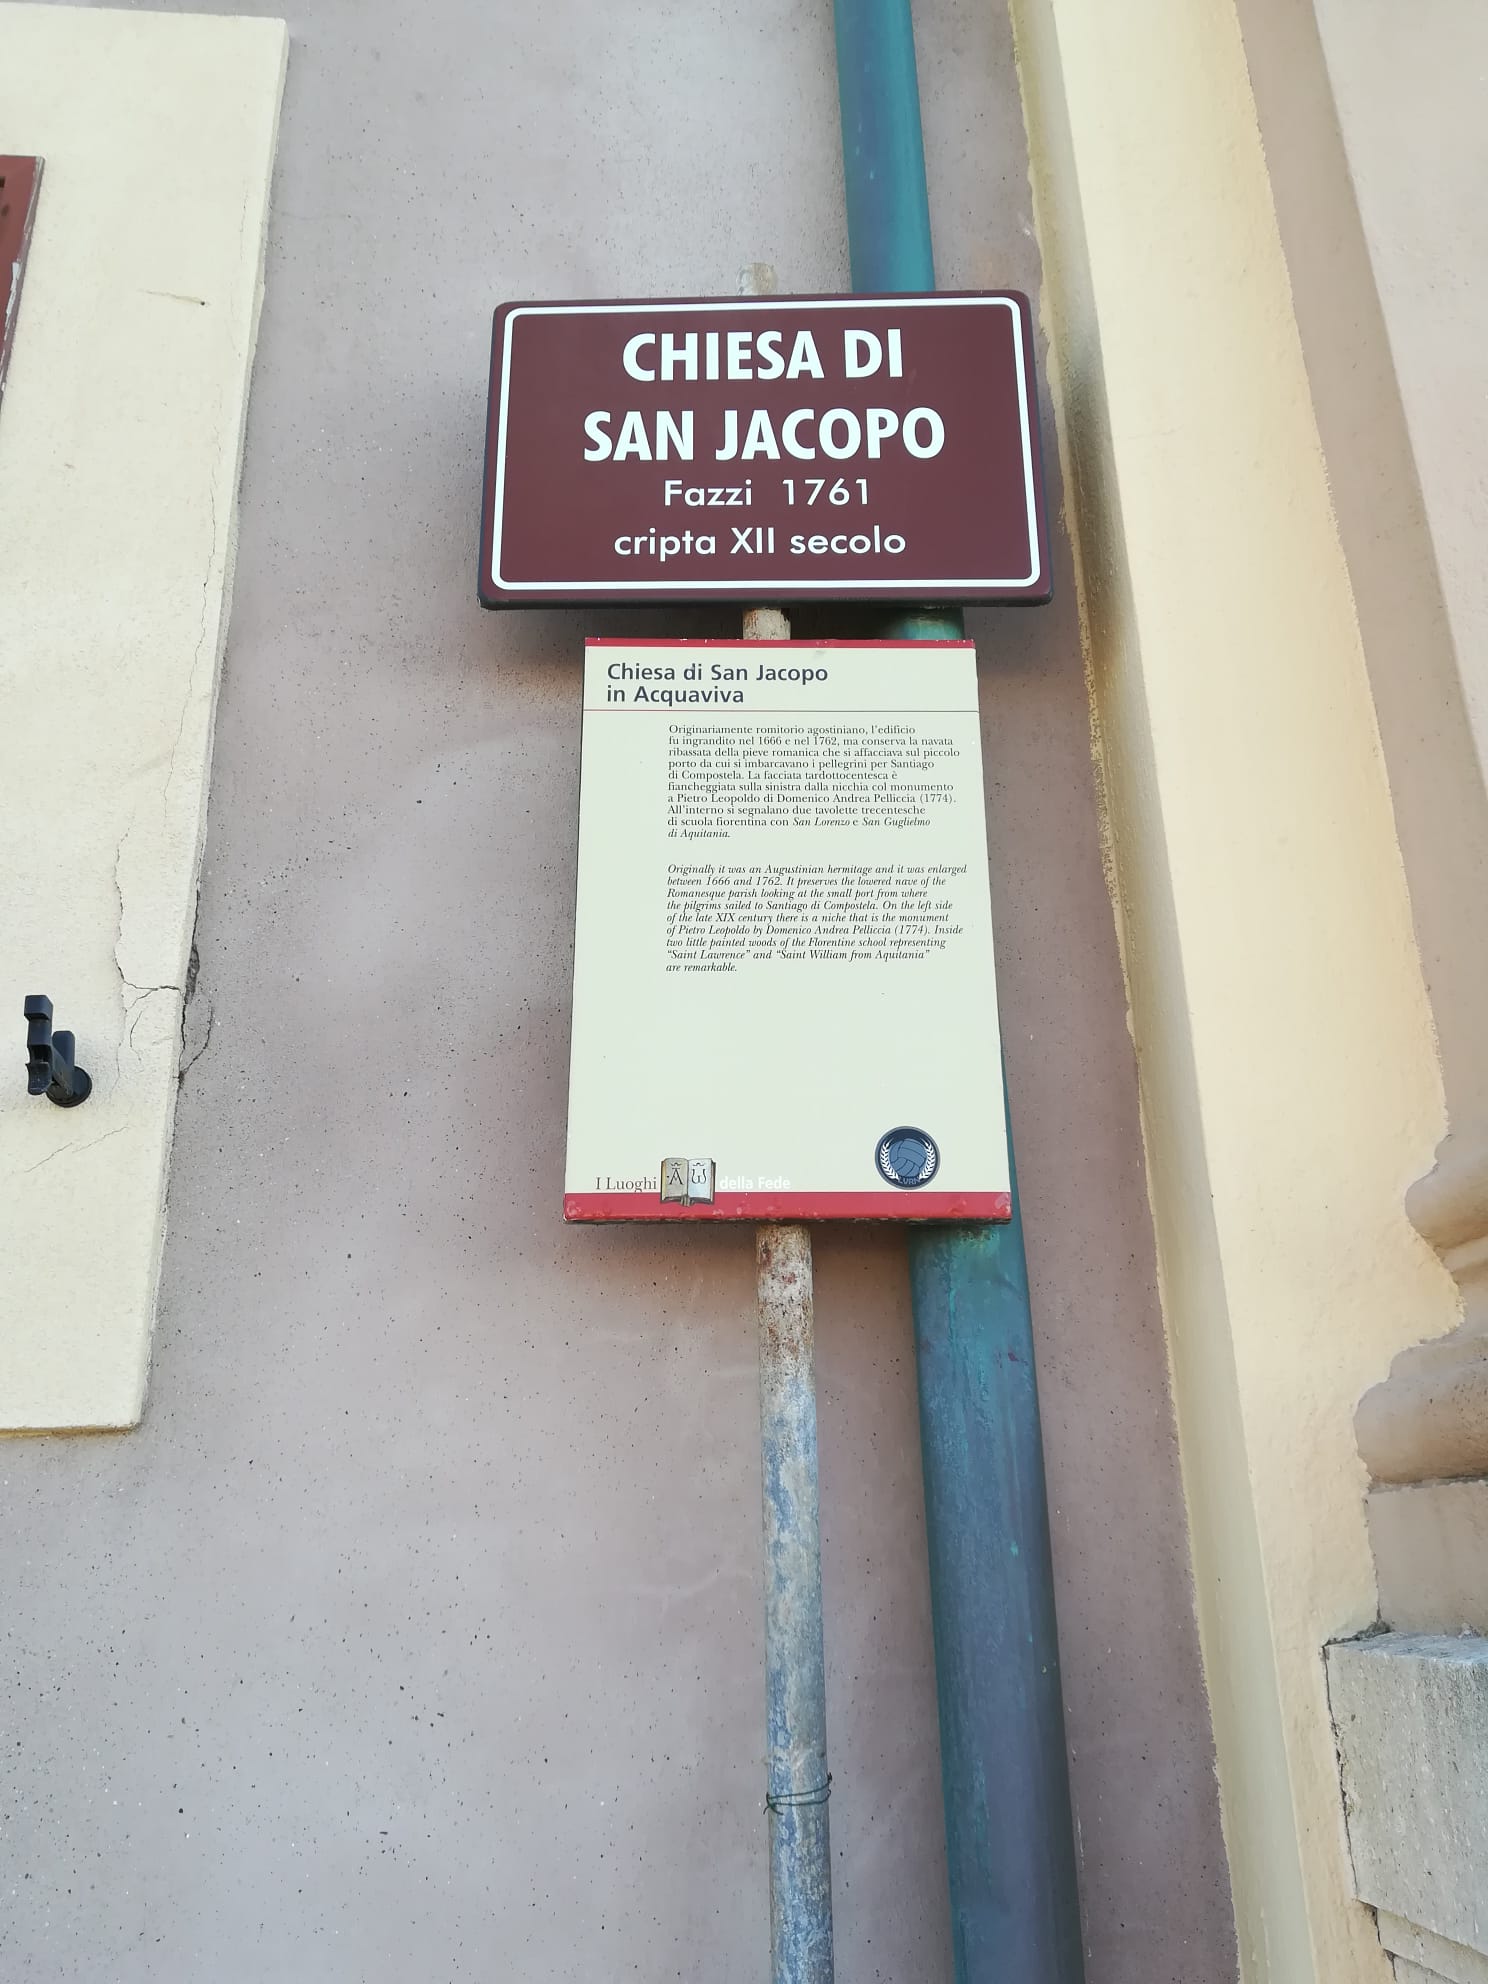 CHIESA DI
SAN JACOPO
Fazzi 1761
cripta XII secolo
Chiesa di San Jacopo
in Acquaviva
Originariamente romitorio agostiniano, l'edificio
fu ingrandito nel 1666 e nel 1762, ma conserva la navata
ribassata della pieve romanica che si affacciava sul piccolo
porto da cui si imbarcavano i pellegrini per Santiago
di Compostela. La facciata tardottocentesca è
fiancheggiata sulla sinistra dalla nicchia col monumento
a Pietro Leopoldo di Domenico Andrea Pelliccia (1774).
All'interno si segnalano due tavolette trecentesche
di scuola fiorentina con San Lorenzo e San Guglielmo
di Aquitania.
Originally it was an Augustinian hermitage and it was enlarged
between 1666 and 1762. It preserves the lowered nave of the
Romanesque parish looking at the small port from where
the pilgrims sailed to Santiago di Compostela. On the left side
of the late XIX century there is a niche that is the monument
of Pietro Leopoldo by Domenico Andrea Pelliccia (1774). Inside
two little painted woods of the Florentine school representing
"Saint Lawrence" and "Saint William from Aquitania"
are remarkable.
I Luoghi A ω della Fede